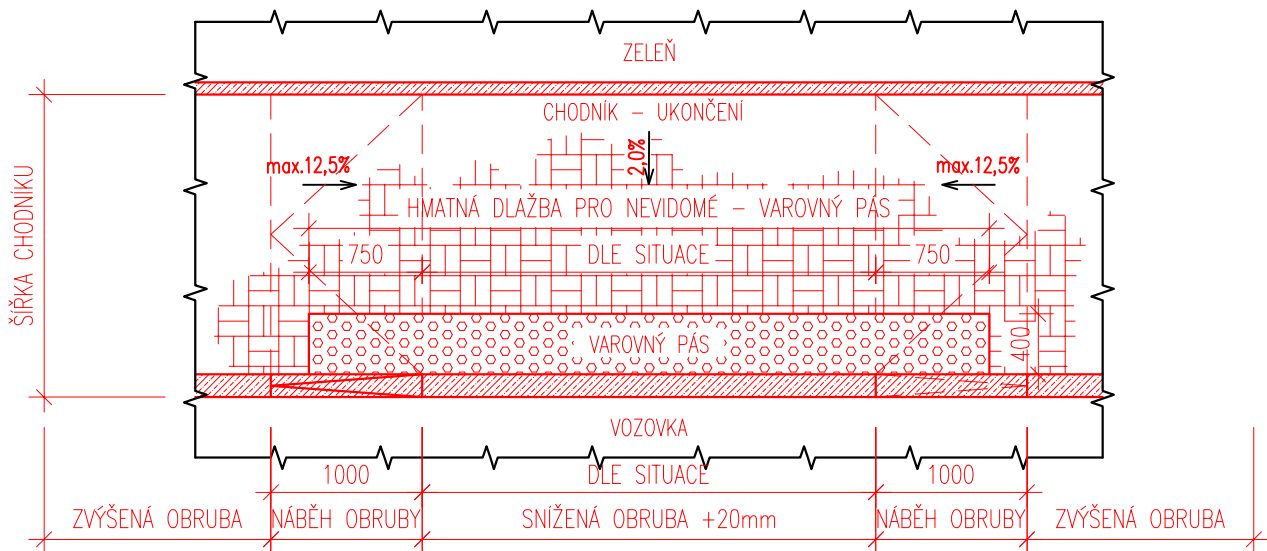 ZELEŇ
CHODNÍK – UKONČENÍ
max.12,5%
2,0%
max.12,5%
HMATNÁ DLAŽBA PRO NEVIDOMÉ – VAROVNÝ PÁS
750
DLE SITUACE
750
ŠÍŘKA CHODNÍKU
VAROVNÝ PÁS
400
VOZOVKA
1000
DLE SITUACE
1000
ZVÝŠENÁ OBRUBA
NÁBĚH OBRUBY
SNÍŽENÁ OBRUBA +20mm
NÁBĚH OBRUBY
ZVÝŠENÁ OBRUBA